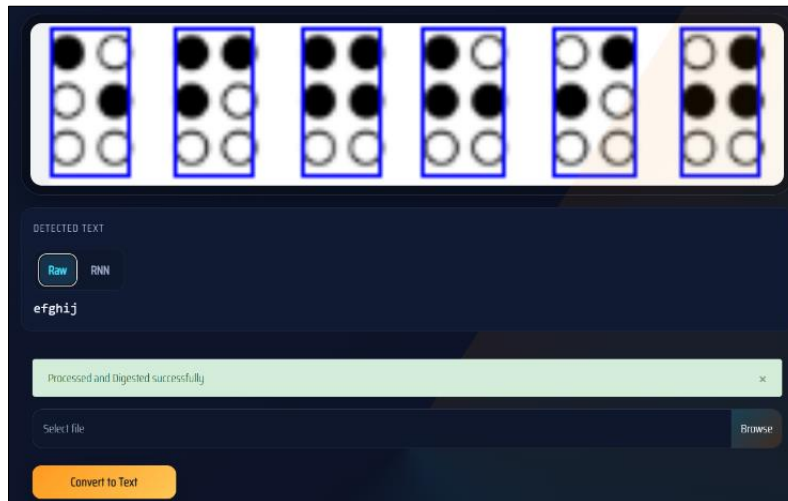 ⠑⠋⠛⠓⠊⠚
DETECTED TEXT
Raw RNN
efghij
Processed and Digested successfully ×
Select file Browse
Convert to Text